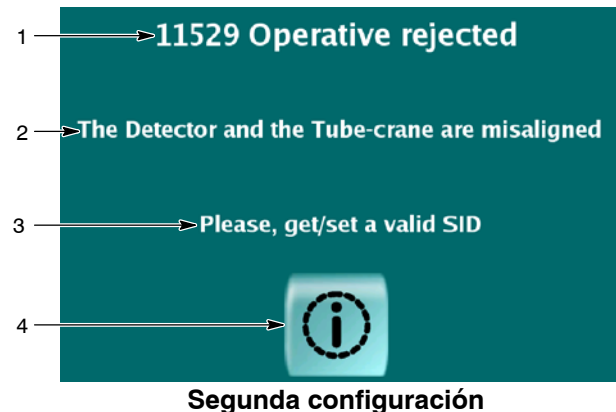 1 11529 Operative rejected
2 The Detector and the Tube-crane are misaligned
3 Please, get/set a valid SID
4 i
Segunda configuración